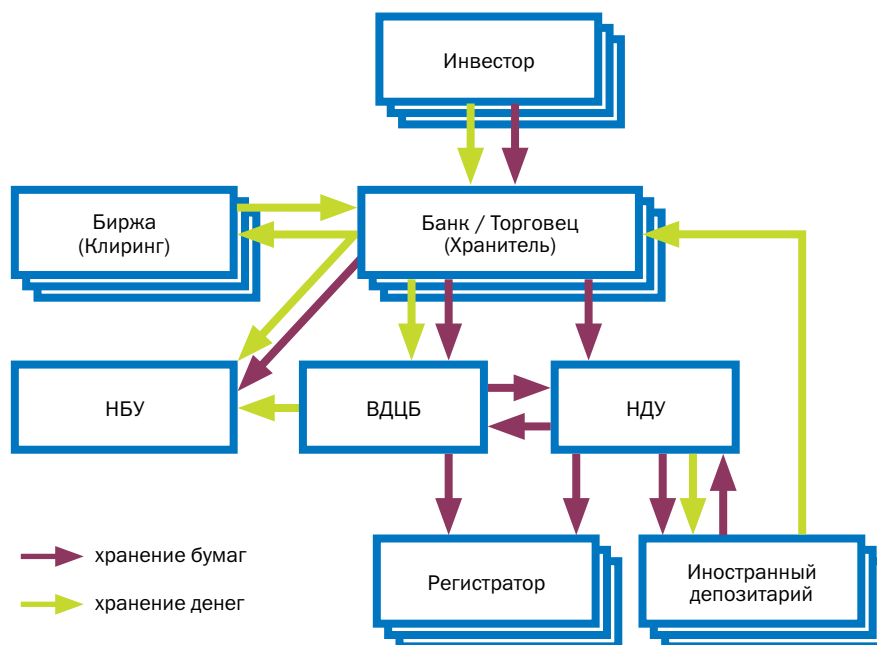 Инвестор
Биржа
(Клиринг)
Банк / Торговец
(Хранитель)
НБУ
ВДЦБ
НДУ
Регистратор
Иностранный
депозитарий
хранение бумаг
хранение денег